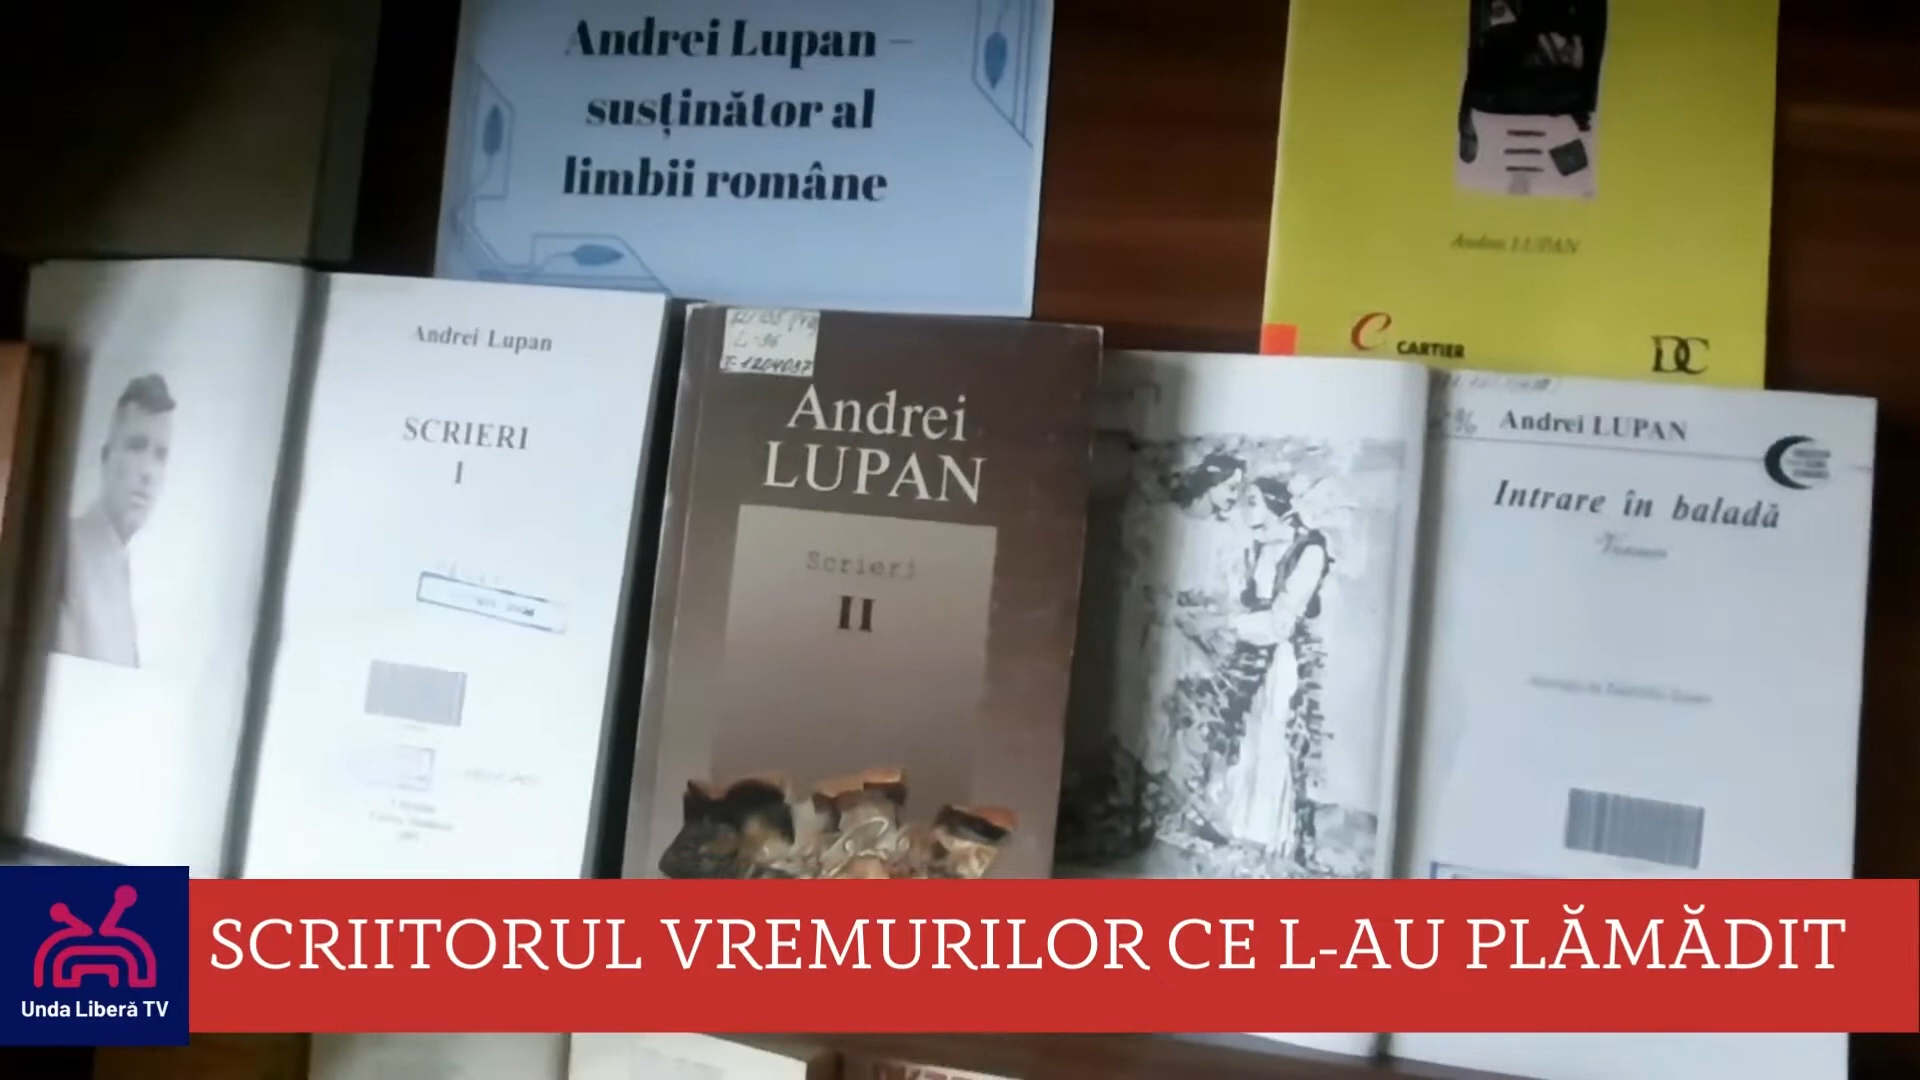 Andrei Lupan –
susținător al
limbii române
Andrei LUPAN
CARTIER
DC
Andrei Lupan
SCRIERI
I
Andrei
LUPAN
Scrieri
II
Andrei LUPAN
Intrare în baladă
SCRIITORUL VREMURILOR CE L-AU PLĂMĂDIT
Unda Liberă TV